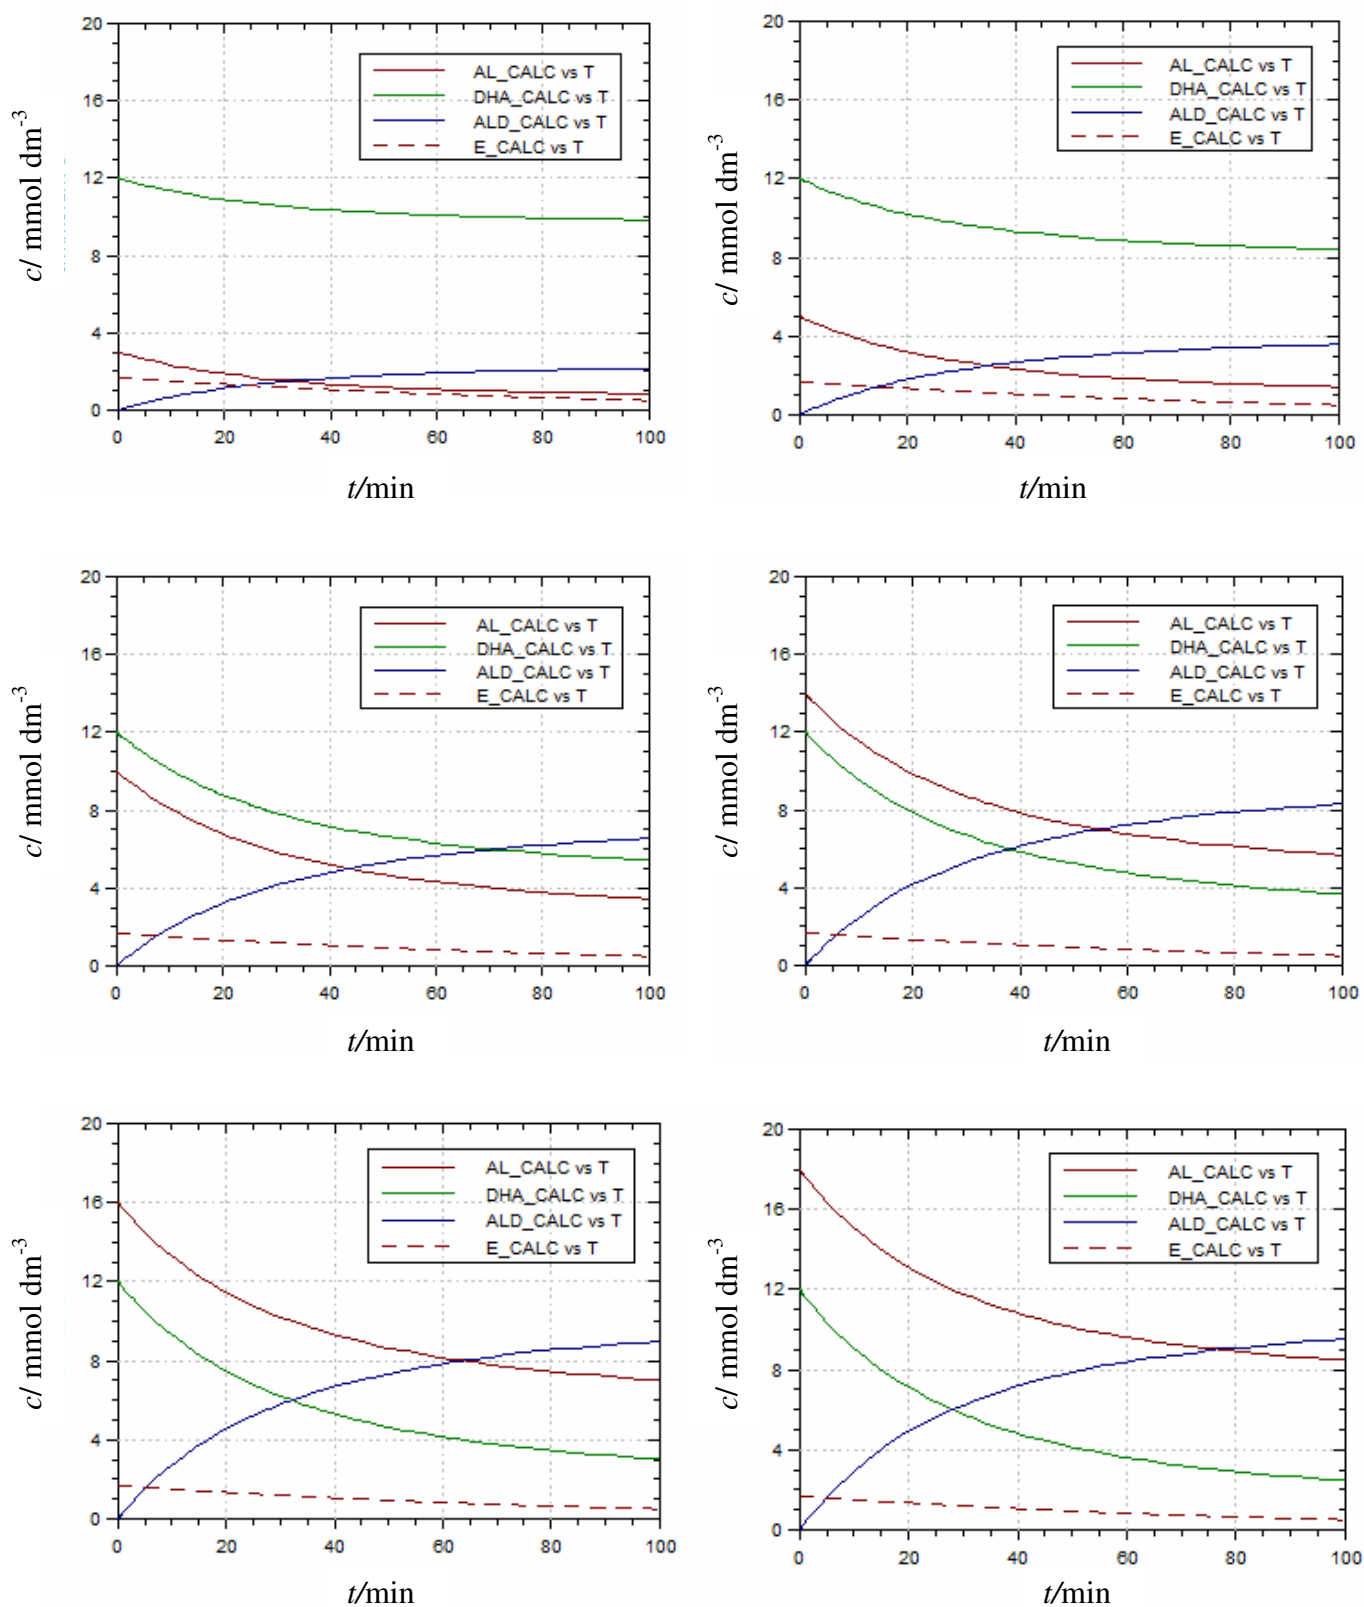 20
16
12
8
4
0
c/ mmol dm-3
AL_CALC vs T
DHA_CALC vs T
ALD_CALC vs T
E_CALC vs T
0 20 40 60 80 100
t/min
20
16
12
8
4
0
c/ mmol dm-3
AL_CALC vs T
DHA_CALC vs T
ALD_CALC vs T
E_CALC vs T
0 20 40 60 80 100
t/min
20
16
12
8
4
0
c/ mmol dm-3
AL_CALC vs T
DHA_CALC vs T
ALD_CALC vs T
E_CALC vs T
0 20 40 60 80 100
t/min
20
16
12
8
4
0
c/ mmol dm-3
AL_CALC vs T
DHA_CALC vs T
ALD_CALC vs T
E_CALC vs T
0 20 40 60 80 100
t/min
20
16
12
8
4
0
c/ mmol dm-3
AL_CALC vs T
DHA_CALC vs T
ALD_CALC vs T
E_CALC vs T
0 20 40 60 80 100
t/min
20
16
12
8
4
0
c/ mmol dm-3
AL_CALC vs T
DHA_CALC vs T
ALD_CALC vs T
E_CALC vs T
0 20 40 60 80 100
t/min